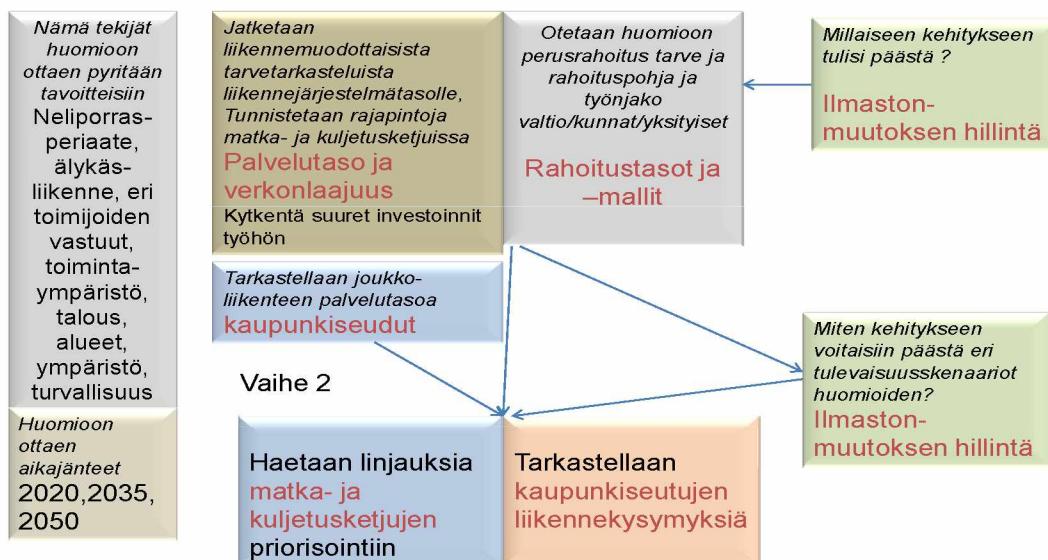 Nämä tekijät
huomioon
ottaen pyritään
tavoitteisiin
Neliporras-
periaate,
älykäs-
liikenne, eri
toimijoiden
vastuut,
toiminta-
ympäristö,
talous,
alueet,
ympäristö,
turvallisuus
Huomioon
ottaen
aikajänteet
2020,2035,
2050
Jatketaan
liikennemuodottaisista
tarvetarkasteluista
liikennejärjestelmätasolle,
Tunnistetaan rajapintoja
matka- ja kuljetusketjuissa
Palvelutaso ja
verkonlaajuus
Kytkentä suuret investoinnit
työhön
Otetaan huomioon
perusrahoitus tarve ja
rahoituspohja ja
työnjako
valtio/kunnat/yksityiset
Rahoitustasot ja
–mallit
Millaiseen kehitykseen
tulisi päästä ?
Ilmaston-
muutoksen hillintä
Tarkastellaan joukko-
liikenteen palvelutasoa
kaupunkiseudut
Miten kehitykseen
voitaisiin päästä eri
tulevaisuusskenaariot
huomioiden?
Ilmaston-
muutoksen hillintä
Vaihe 2
Haetaan linjauksia
matka- ja
kuljetusketjujen
priorisointiin
Tarkastellaan
kaupunkiseutujen
liikennekysymyksiä